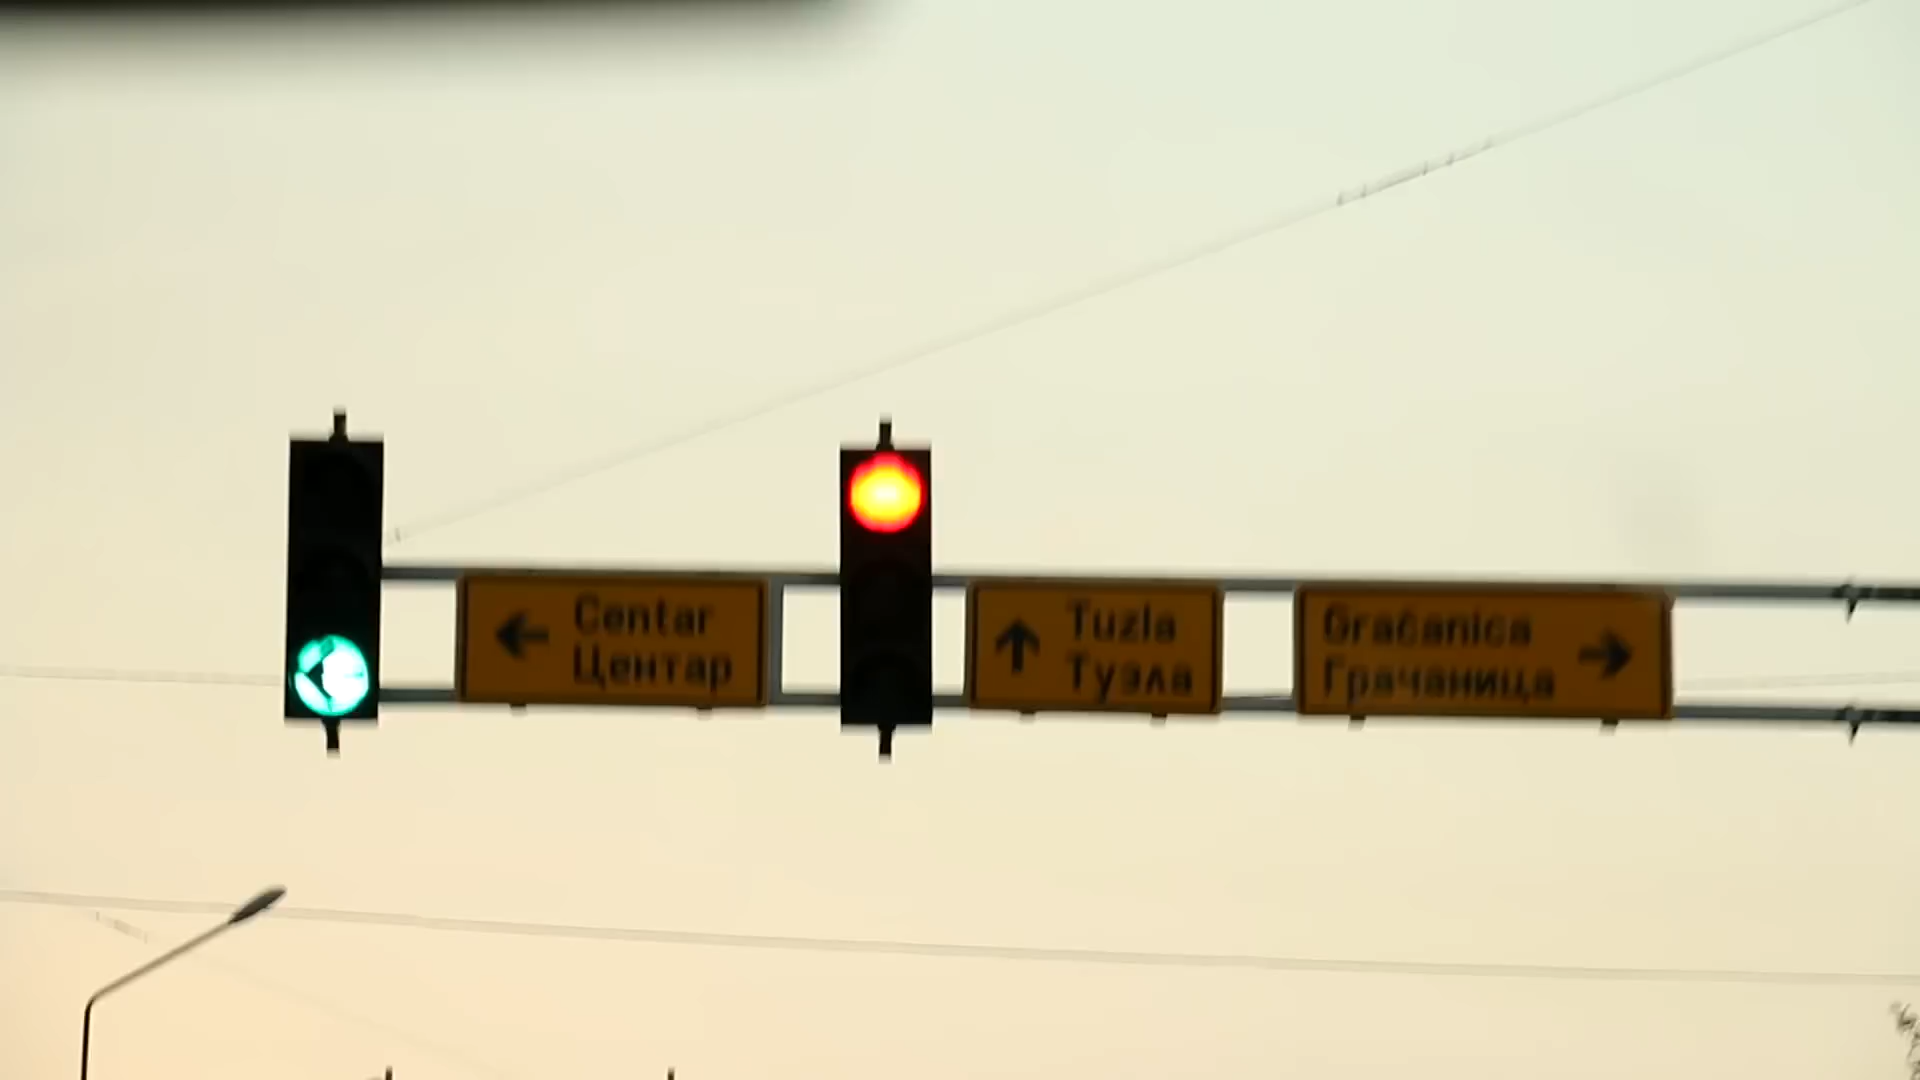 Centar
Центар
Tuzla
Тузла
Gračanica
Грачаница